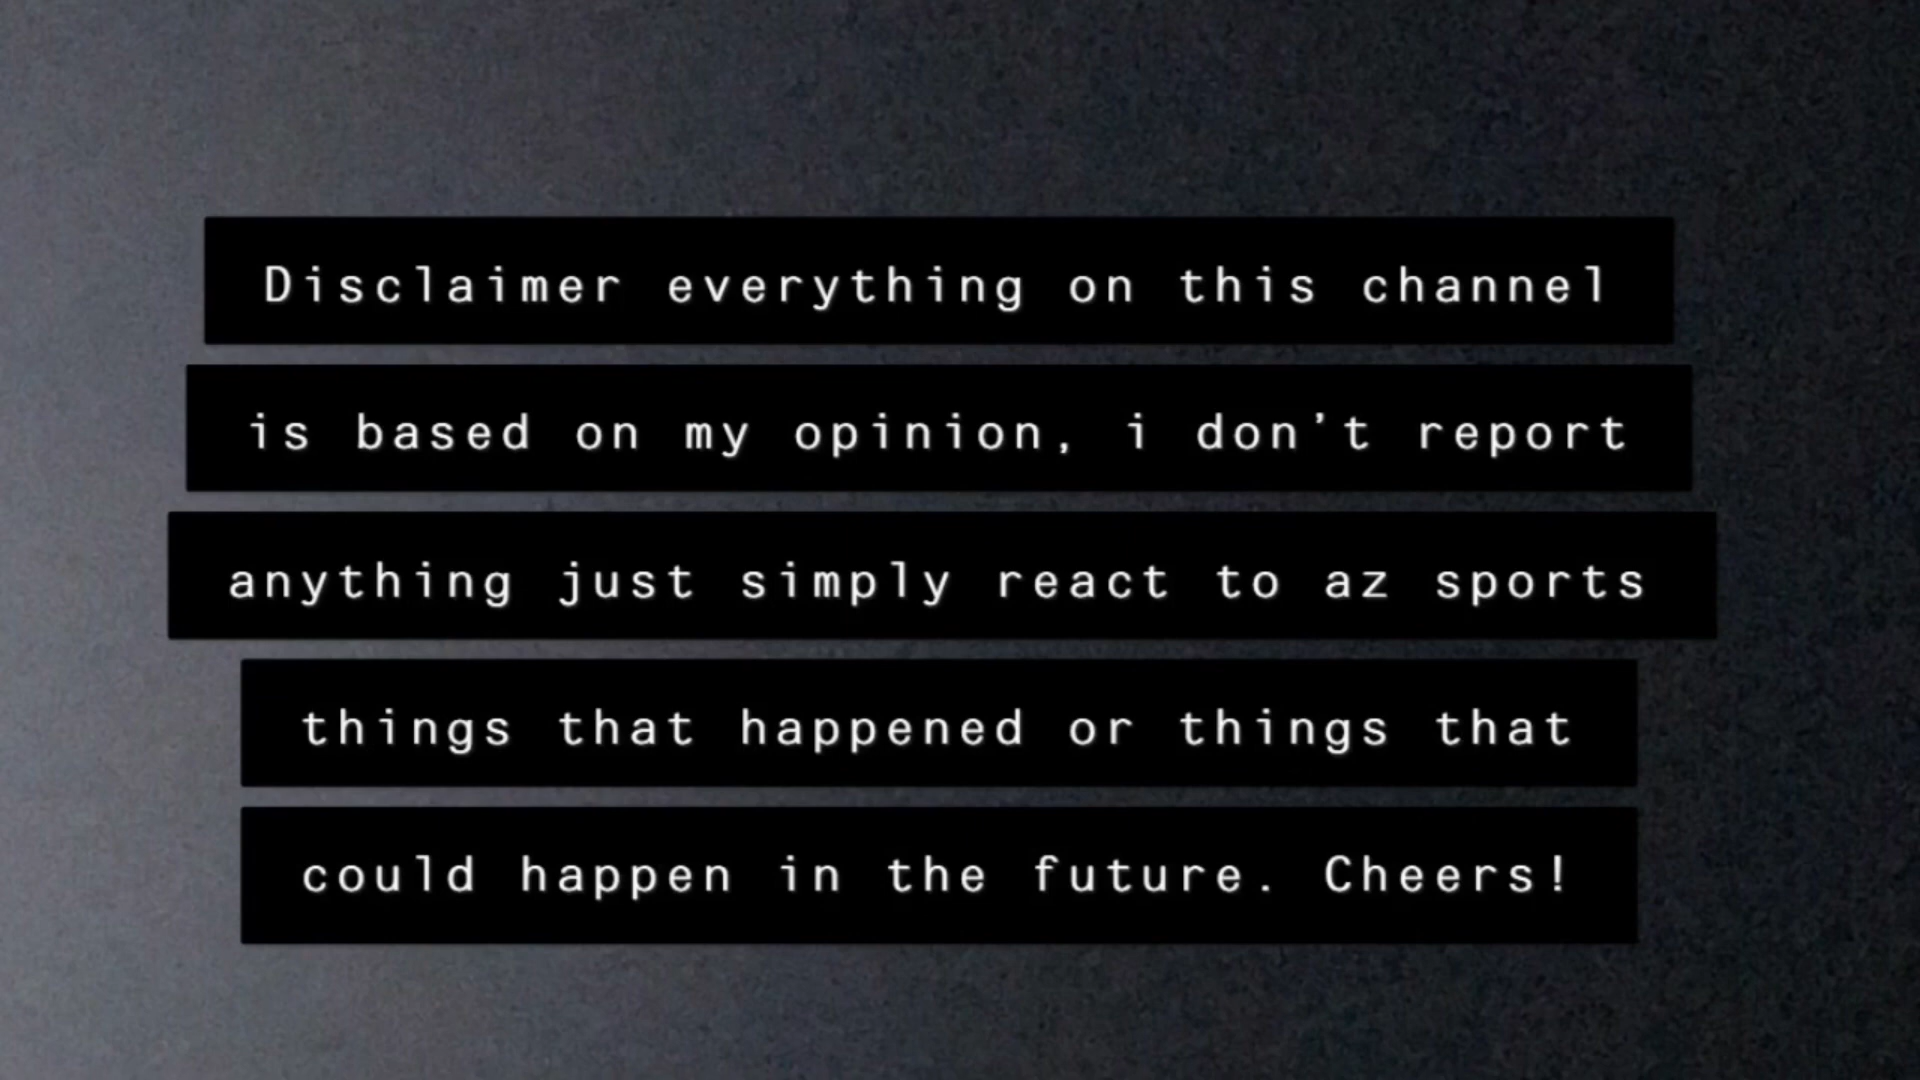 Disclaimer everything on this channel
is based on my opinion, i don't report
anything just simply react to az sports
things that happened or things that
could happen in the future. Cheers!